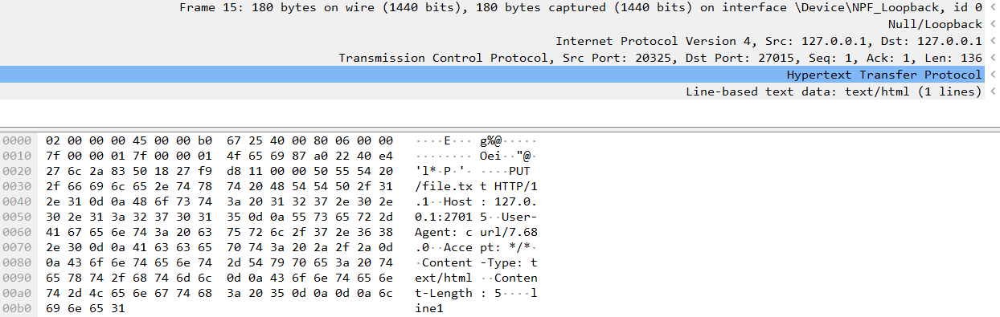 Frame 15: 180 bytes on wire (1440 bits), 180 bytes captured (1440 bits) on interface \Device\NPF_Loopback, id 0 <
Null/Loopback <
Internet Protocol Version 4, Src: 127.0.0.1, Dst: 127.0.0.1 <
Transmission Control Protocol, Src Port: 20325, Dst Port: 27015, Seq: 1, Ack: 1, Len: 136 <
Hypertext Transfer Protocol <
Line-based text data: text/html (1 lines) <
0000 02 00 00 00 45 00 00 b0 67 25 40 00 80 06 00 00 ····E··· g%@·····
0010 7f 00 00 01 7f 00 00 01 4f 65 69 87 a0 22 40 e4 ········ Oei··"@·
0020 27 6c 2a 83 50 18 27 f9 d8 11 00 00 50 55 54 20 'l*·P·'· ····PUT
0030 2f 66 69 6c 65 2e 74 78 74 20 48 54 54 50 2f 31 /file.tx t HTTP/1
0040 2e 31 0d 0a 48 6f 73 74 3a 20 31 32 37 2e 30 2e .1··Host : 127.0.
0050 30 2e 31 3a 32 37 30 31 35 0d 0a 55 73 65 72 2d 0.1:2701 5··User-
0060 41 67 65 6e 74 3a 20 63 75 72 6c 2f 37 2e 36 38 Agent: c url/7.68
0070 2e 30 0d 0a 41 63 63 65 70 74 3a 20 2a 2f 2a 0d .0··Acce pt: */*·
0080 0a 43 6f 6e 74 65 6e 74 2d 54 79 70 65 3a 20 74 ·Content -Type: t
0090 65 78 74 2f 68 74 6d 6c 0d 0a 43 6f 6e 74 65 6e ext/html ··Conten
00a0 74 2d 4c 65 6e 67 74 68 3a 20 35 0d 0a 0d 0a 6c t-Length : 5····l
00b0 69 6e 65 31 ine1